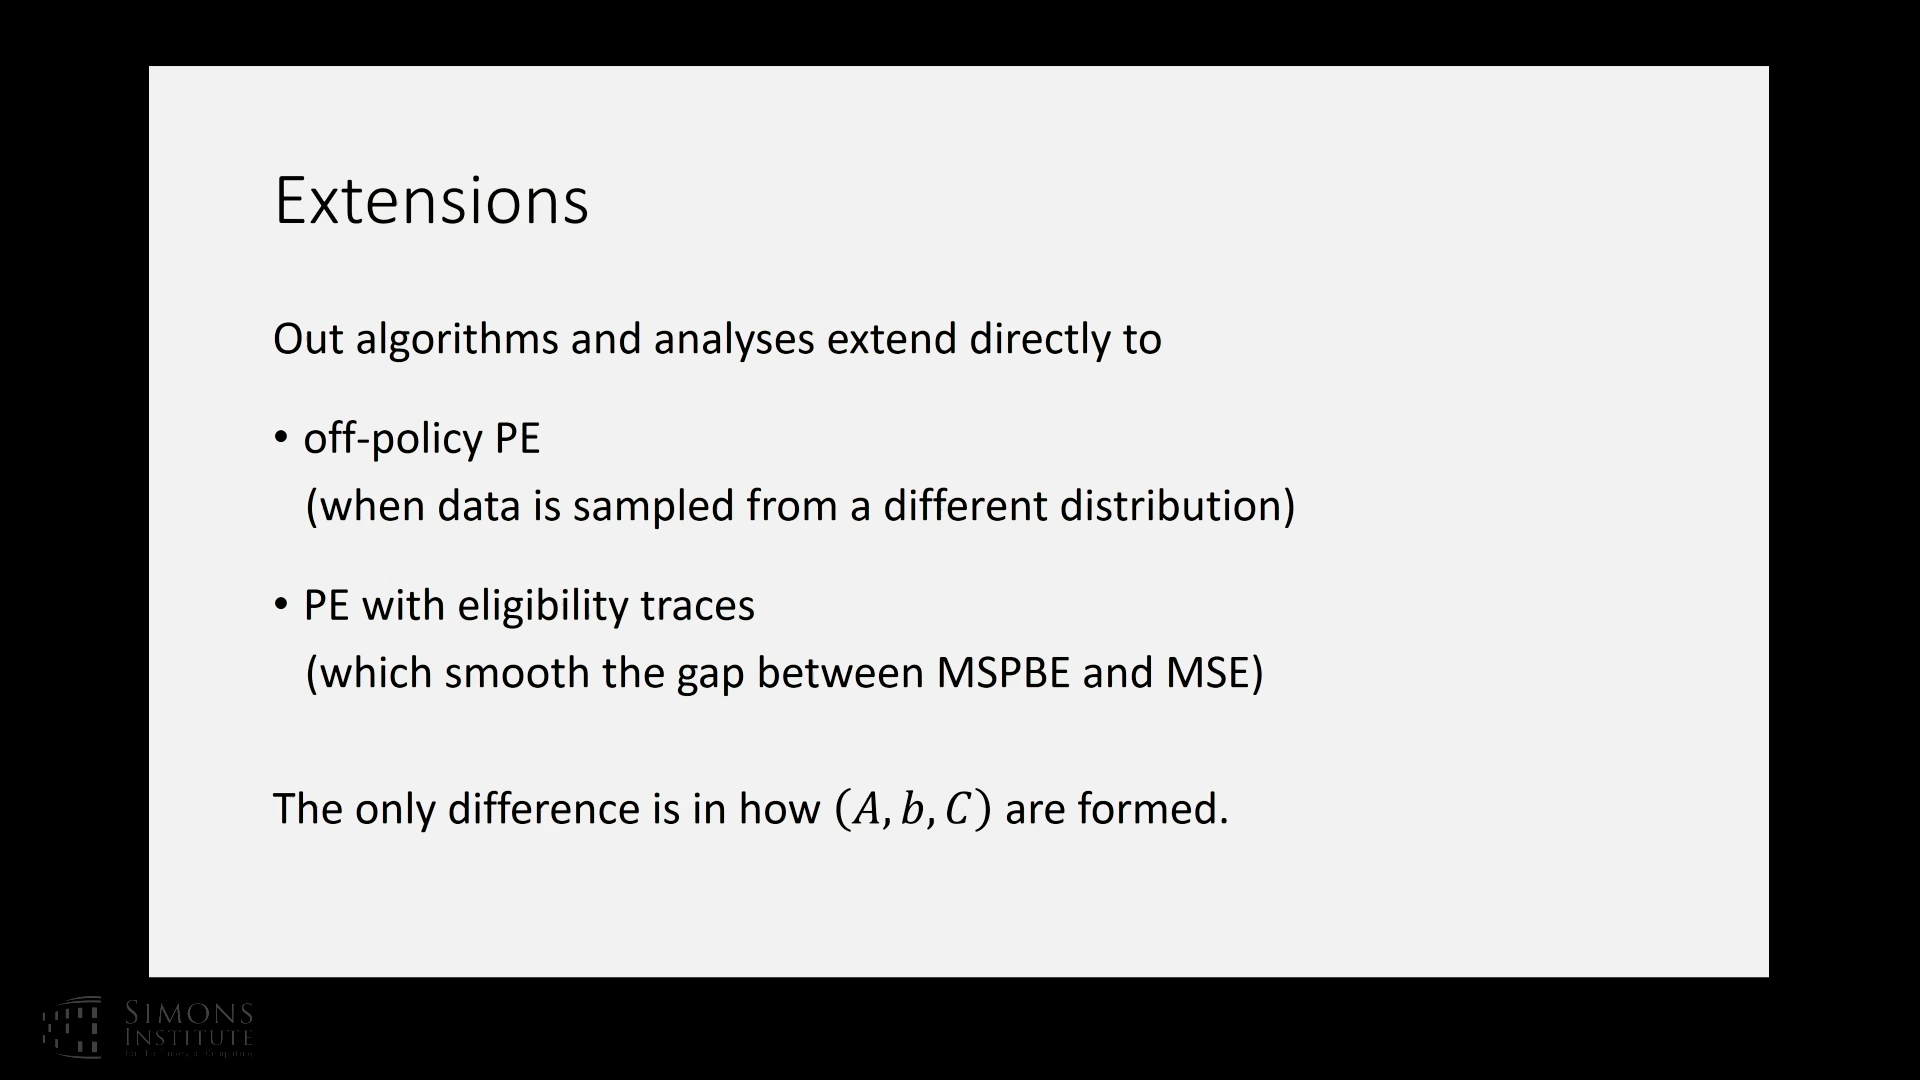 Extensions
Out algorithms and analyses extend directly to
• off-policy PE
(when data is sampled from a different distribution)
• PE with eligibility traces
(which smooth the gap between MSPBE and MSE)
The only difference is in how (A, b, C) are formed.
SIMONS
INSTITUTE